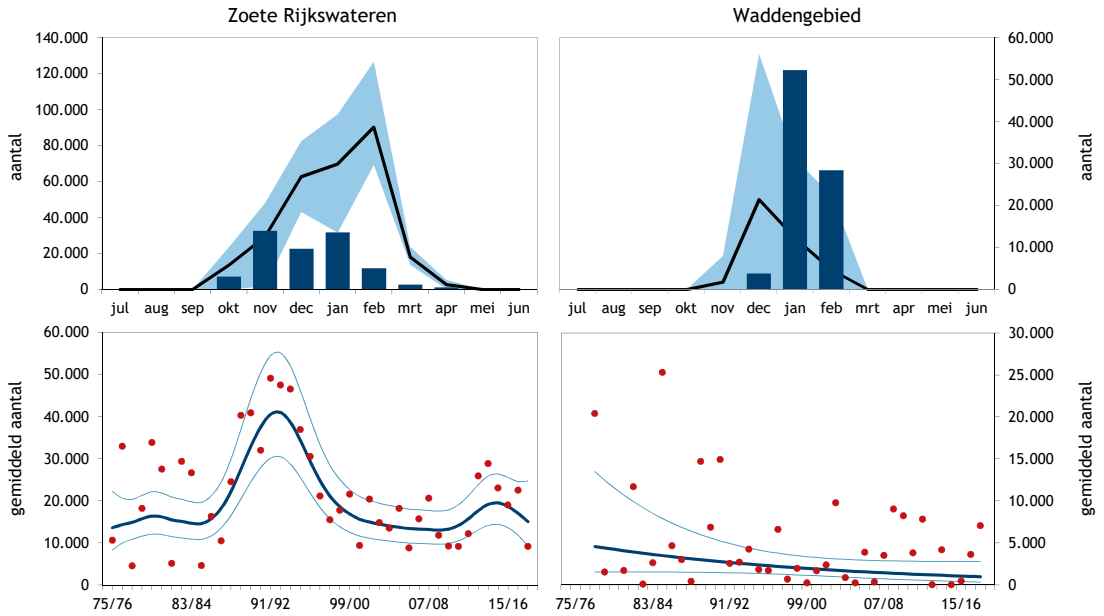 Zoete Rijkswateren
Waddengebied
aantal
140.000
120.000
100.000
80.000
60.000
40.000
20.000
0
jul aug sep okt nov dec jan feb mrt apr mei jun
60.000
50.000
40.000
30.000
20.000
10.000
0
aantal
jul aug sep okt nov dec jan feb mrt apr mei jun
gemiddeld aantal
60.000
50.000
40.000
30.000
20.000
10.000
0
75/76 83/84 91/92 99/00 07/08 15/16
30.000
25.000
20.000
15.000
10.000
5.000
0
gemiddeld aantal
75/76 83/84 91/92 99/00 07/08 15/16